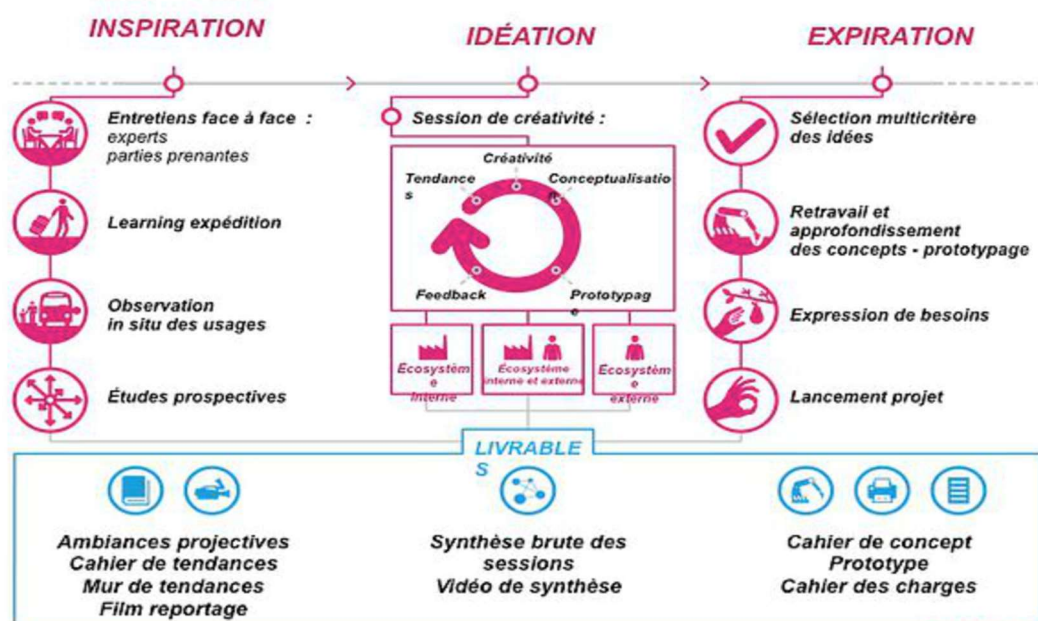 INSPIRATION
IDÉATION
EXPIRATION
Entretiens face à face :
experts
parties prenantes
Learning expédition
Observation
in situ des usages
Études prospectives
Session de créativité :
Créativité
Tendance
s
Conceptualisatio
n
Feedback
Prototypag
e
Écosystèm
e
interne
Écosystème
interne et externe
Écosystèm
e
externe
Sélection multicritère
des idées
Retravail et
approfondissement
des concepts - prototypage
Expression de besoins
Lancement projet
LIVRABLE
S
Ambiances projectives
Cahier de tendances
Mur de tendances
Film reportage
Synthèse brute des
sessions
Vidéo de synthèse
Cahier de concept
Prototype
Cahier des charges